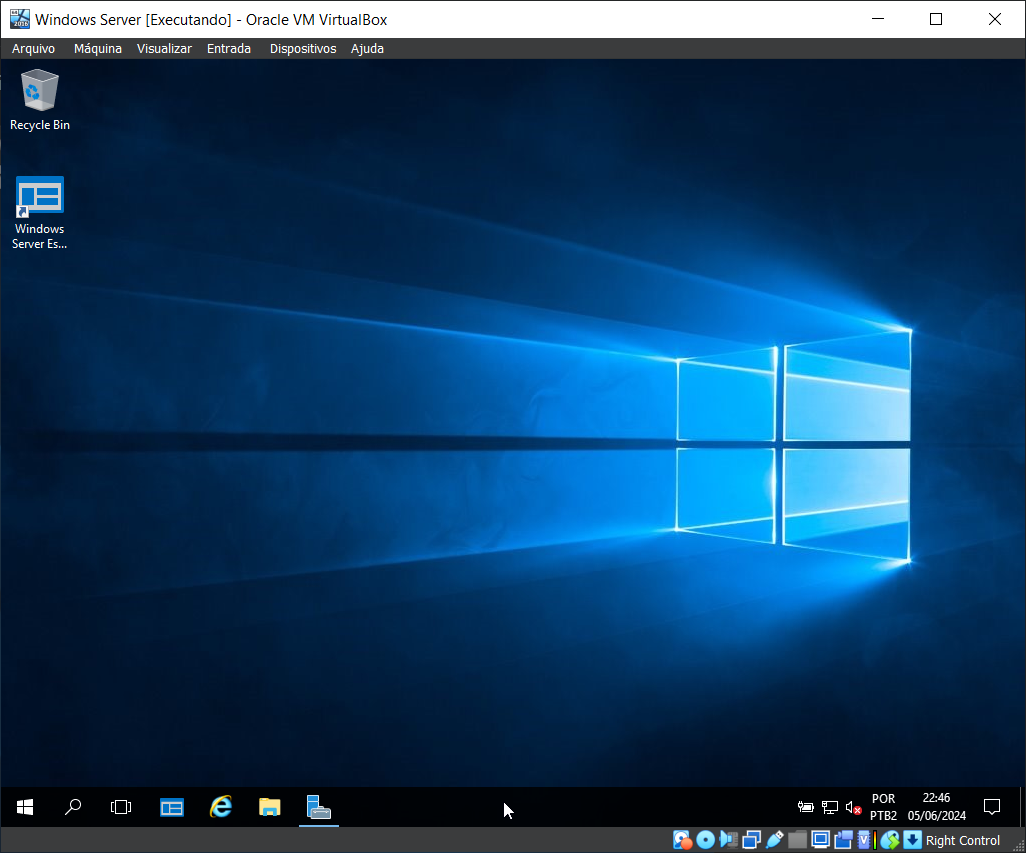 Windows Server [Executando] - Oracle VM VirtualBox
Arquivo Máquina Visualizar Entrada Dispositivos Ajuda
Recycle Bin
Windows
Server Es...
POR
PTB2
22:46
05/06/2024
Right Control